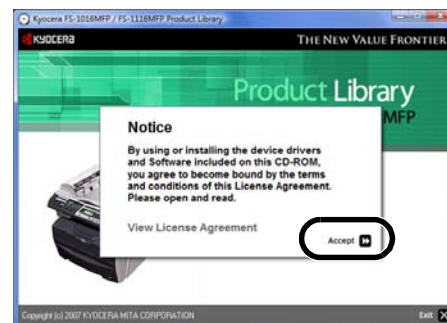 Kyocera FS-1016MFP / FS-1116MFP Product Library
KYOCERA
THE NEW VALUE FRONTIER
Product Library
MFP
Notice
By using or installing the device drivers
and Software included on this CD-ROM,
you agree to become bound by the terms
and conditions of this License Agreement.
Please open and read.
View License Agreement
Accept
Copyright (c) 2007 KYOCERA MITA CORPORATION
Exit